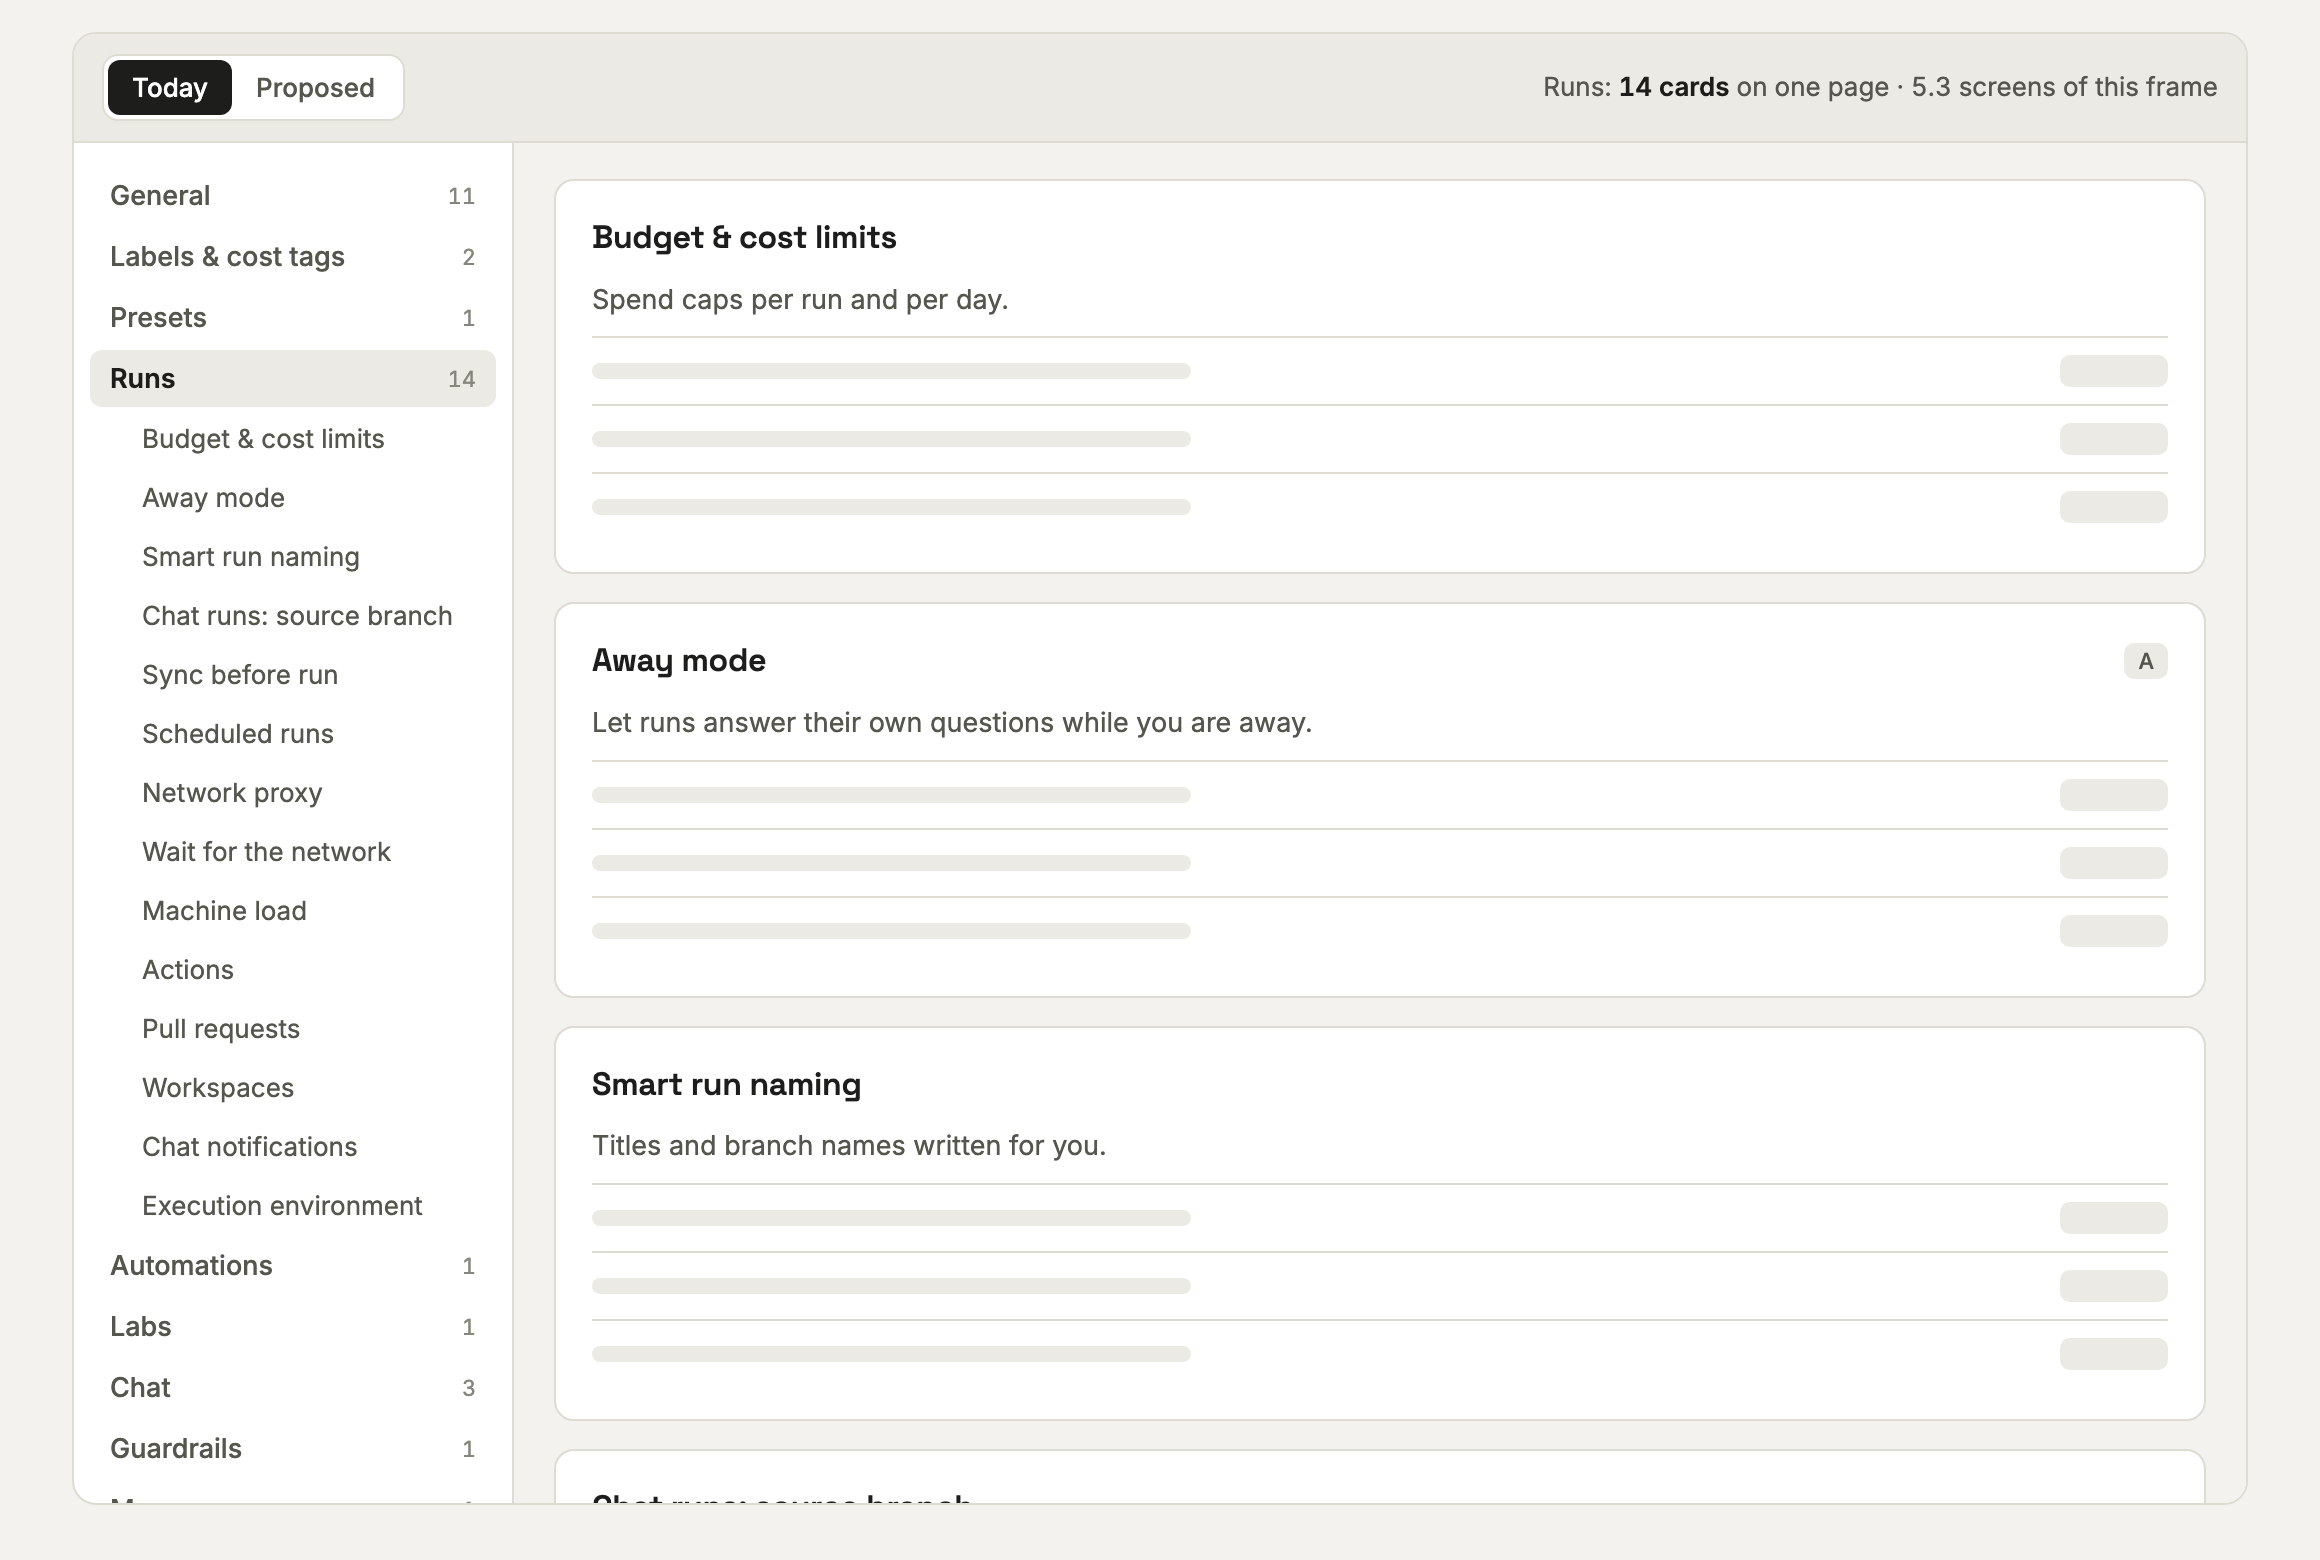 Today
Proposed
Runs: 14 cards on one page · 5.3 screens of this frame
General 11
Labels & cost tags 2
Presets 1
Runs 14
Budget & cost limits
Away mode
Smart run naming
Chat runs: source branch
Sync before run
Scheduled runs
Network proxy
Wait for the network
Machine load
Actions
Pull requests
Workspaces
Chat notifications
Execution environment
Automations 1
Labs 1
Chat 3
Guardrails 1
Budget & cost limits
Spend caps per run and per day.
Away mode
A
Let runs answer their own questions while you are away.
Smart run naming
Titles and branch names written for you.
Chat runs: source branch